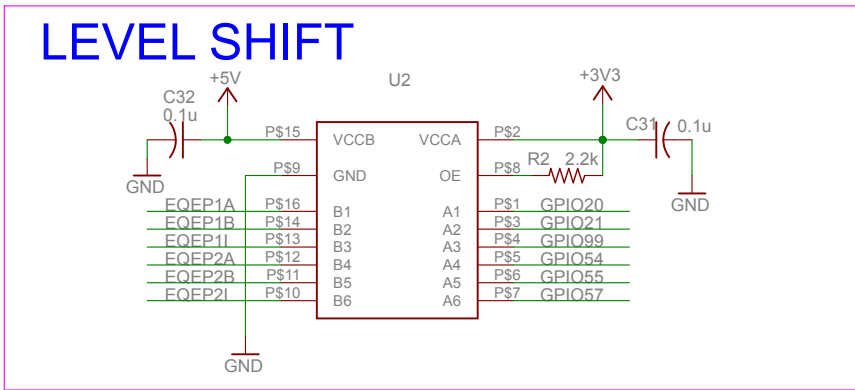 LEVEL SHIFT
U2
+5V
+3V3
C32
0.1u
C31 0.1u
P$15 VCCB VCCA P$2
R2 2.2k
P$9 GND OE P$8
GND
GND
EQEP1A P$16 B1 A1 P$1 GPIO20
EQEP1B P$14 B2 A2 P$3 GPIO21
EQEP1I P$13 B3 A3 P$4 GPIO99
EQEP2A P$12 B4 A4 P$5 GPIO54
EQEP2B P$11 B5 A5 P$6 GPIO55
EQEP2I P$10 B6 A6 P$7 GPIO57
GND